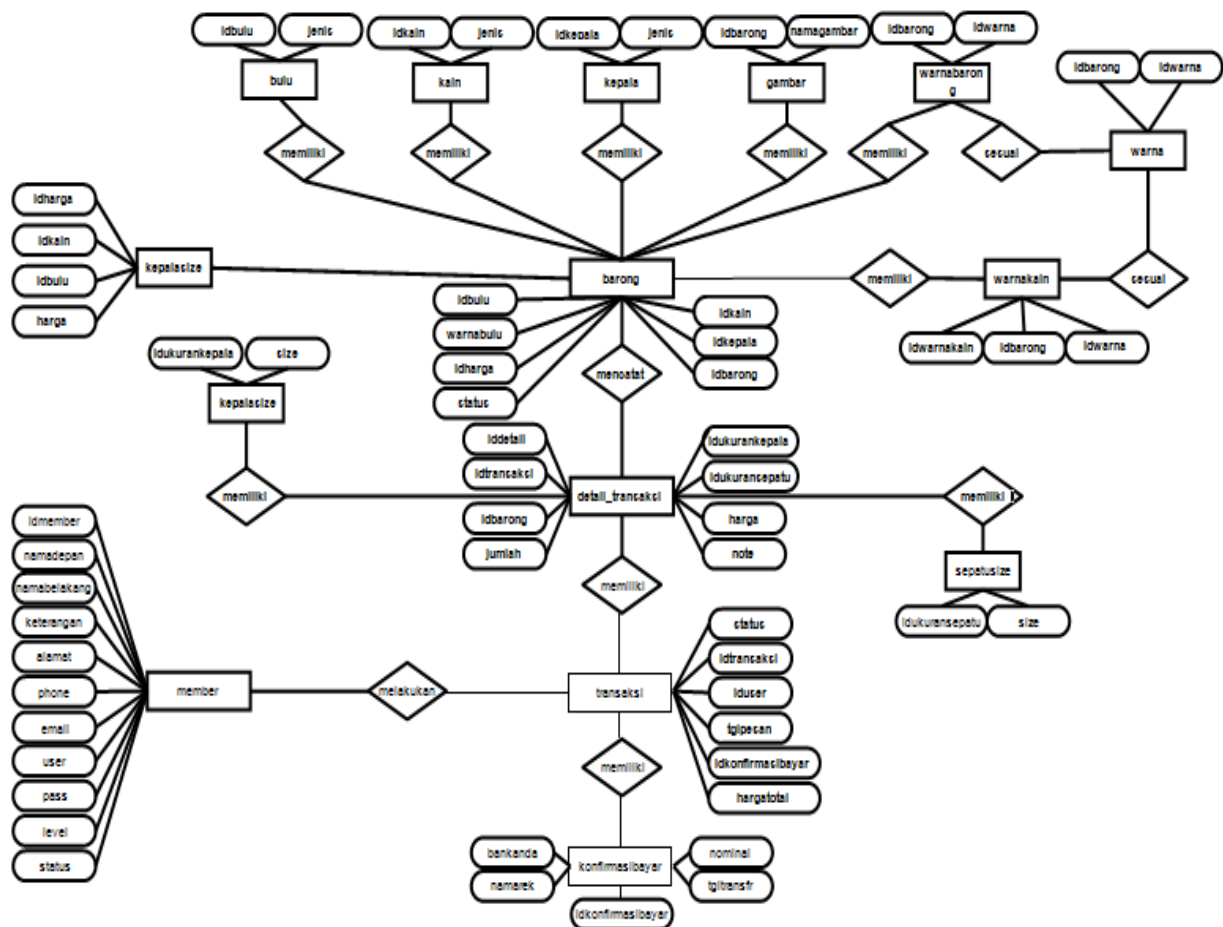 idbulu
jenis
idkain
jenis
idkepala
jenis
idbarong
namagambar
idbarong
idwarna
bulu
kain
kepala
gambar
warnabaron
g
idbarong
idwarna
memiliki
memiliki
memiliki
memiliki
memiliki
sesuai
warna
idharga
idkain
idbulu
harga
kepalasize
barong
memiliki
warnakain
sesuai
idbulu
warnabulu
idharga
status
idkain
idkepala
idbarong
idwarnakain
idbarong
idwarna
mencatat
idukurankepala
size
kepalasize
memiliki
iddetail
idtransaksi
idbarong
jumlah
detail_transaksi
idukurankepala
idukuransepatu
harga
note
memiliki
sepatusize
idukuransepatu
size
memiliki
idmember
namadepan
namabelakang
keterangan
alamat
phone
email
user
pass
level
status
member
melakukan
transaksi
status
idtransaksi
iduser
tglpesan
idkonfirmasibayar
hargatotal
memiliki
bankanda
namarek
konfirmasibayar
nominal
tgltransfr
idkonfirmasibayar